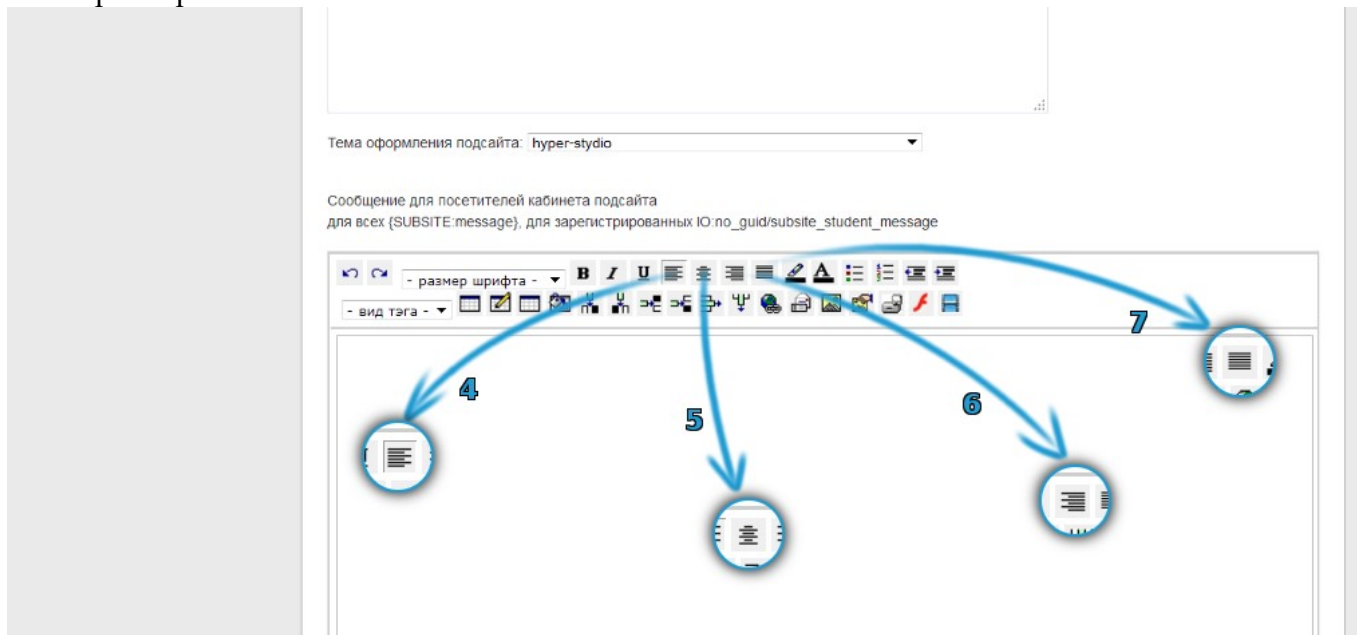 Тема оформления подсайта: hyper-stydio
Сообщение для посетителей кабинета подсайта
для всех {SUBSITE:message}, для зарегистрированных IO:no_guid/subsite_student_message
- размер шрифта - B I U A
- вид тэга -
7
4
6
5